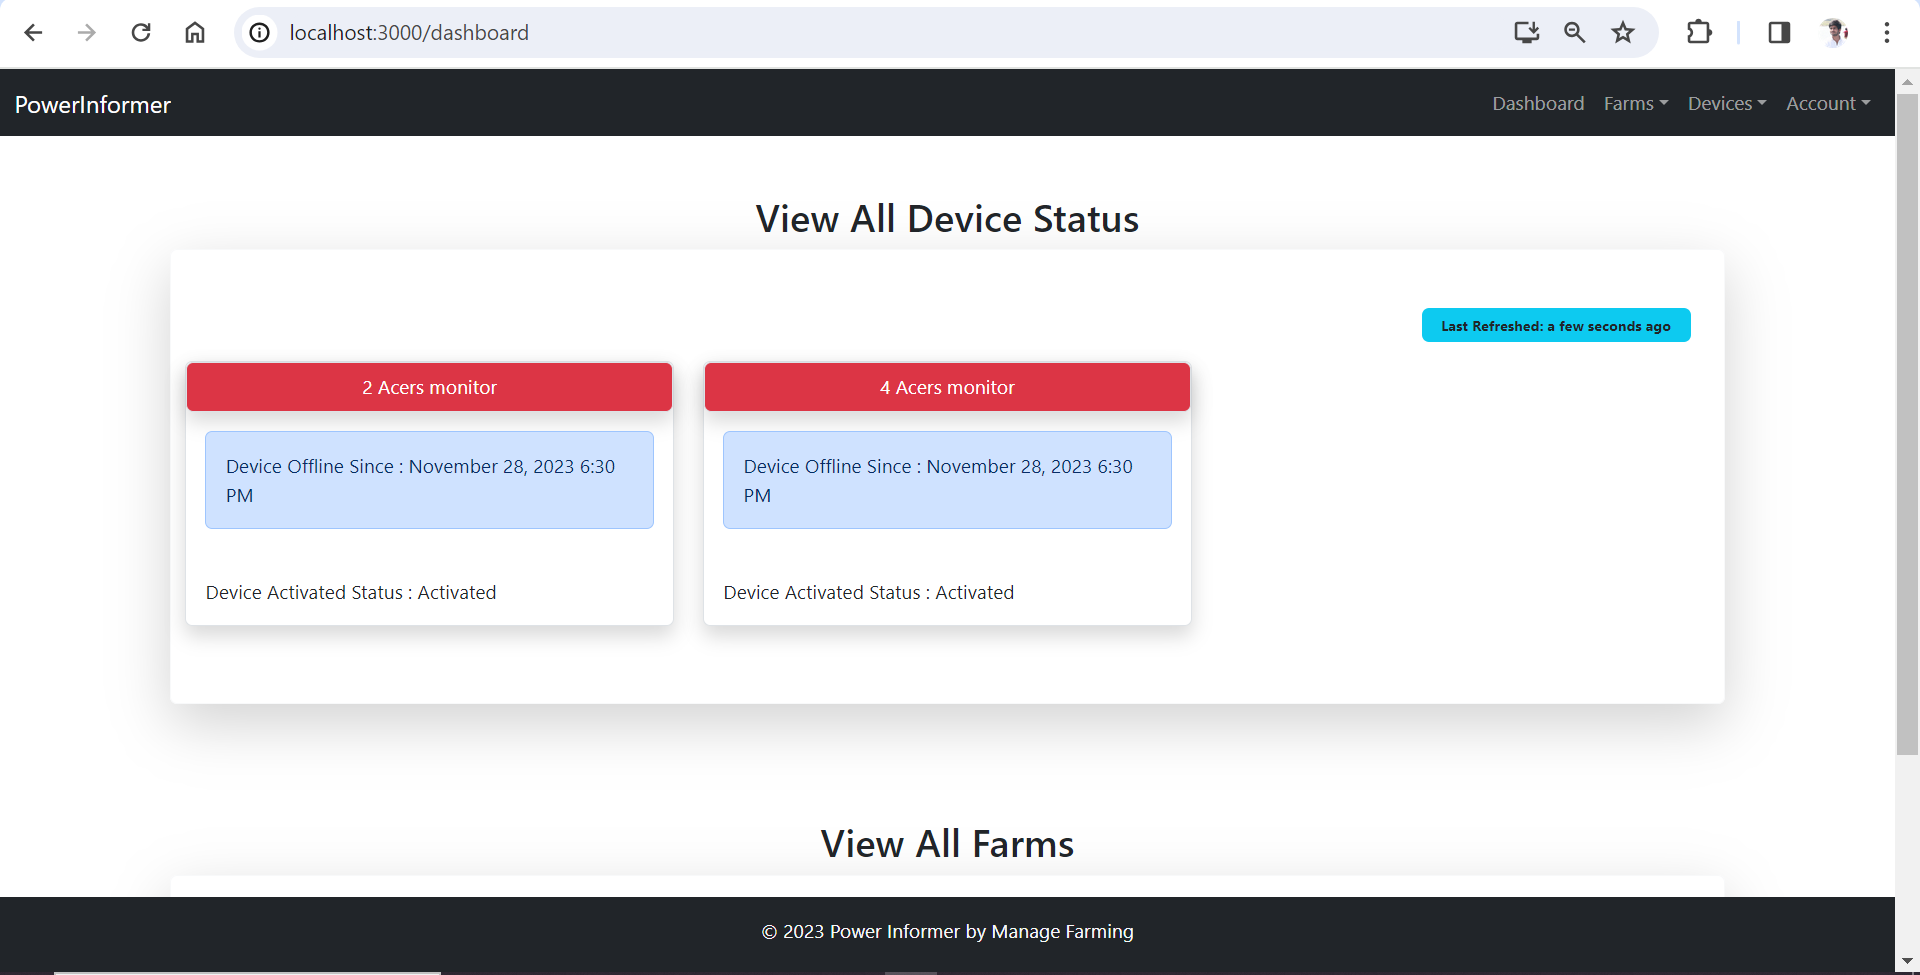 localhost:3000/dashboard
PowerInformer
Dashboard Farms Devices Account
View All Device Status
Last Refreshed: a few seconds ago
2 Acers monitor
Device Offline Since : November 28, 2023 6:30
PM
Device Activated Status : Activated
4 Acers monitor
Device Offline Since : November 28, 2023 6:30
PM
Device Activated Status : Activated
View All Farms
© 2023 Power Informer by Manage Farming